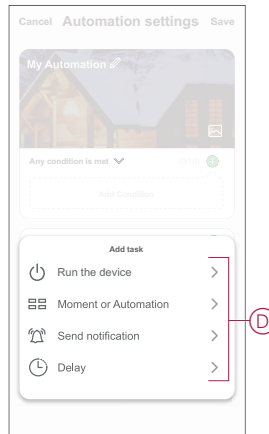 Cancel Automation settings Save
My Automation
Any condition is met
Add Condition
Add task
Run the device
Moment or Automation
Send notification
Delay
D